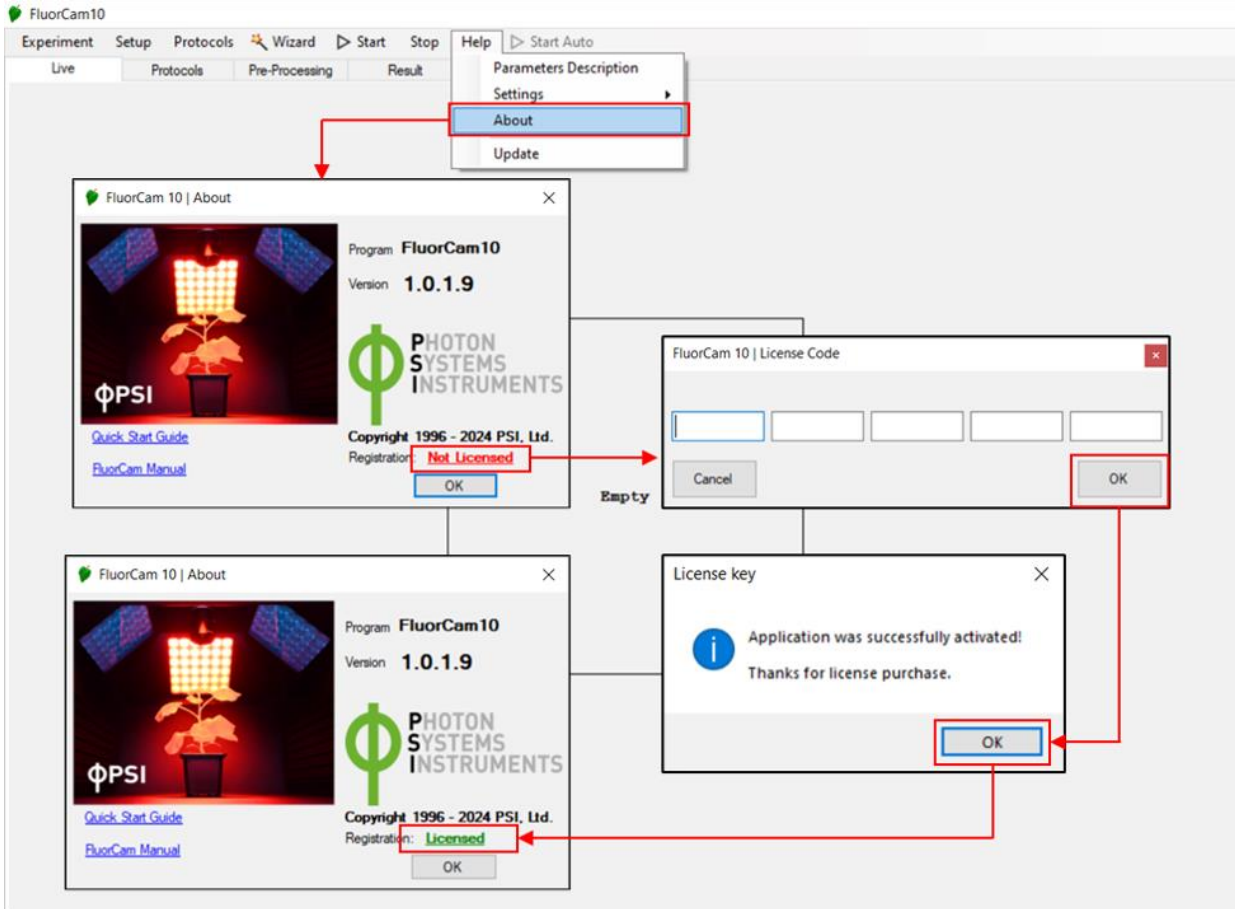 FluorCam10
Experiment Setup Protocols Wizard Start Stop Help Start Auto
Live Protocols Pre-Processing Result
Parameters Description
Settings
About
Update
FluorCam 10 | About
Program FluorCam10
Version 1.0.1.9
PHOTON
SYSTEMS
INSTRUMENTS
ΦPSI
Quick Start Guide
FluorCam Manual
Copyright 1996 - 2024 PSI, Ltd.
Registration: Not Licensed
OK
FluorCam 10 | License Code
Cancel
OK
Empty
FluorCam 10 | About
Program FluorCam10
Version 1.0.1.9
PHOTON
SYSTEMS
INSTRUMENTS
ΦPSI
Quick Start Guide
FluorCam Manual
Copyright 1996 - 2024 PSI, Ltd.
Registration: Licensed
OK
License key
Application was successfully activated!
Thanks for license purchase.
OK